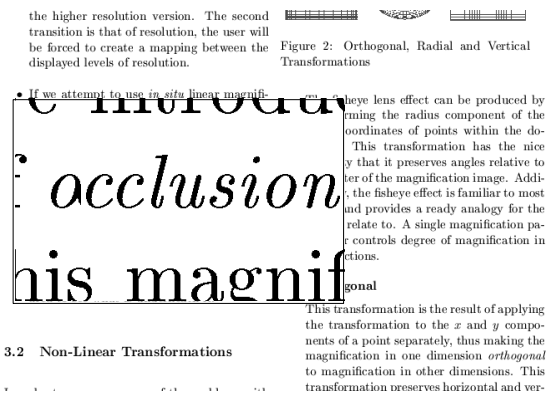 the higher resolution version. The second
transition is that of resolution, the user will
be forced to create a mapping between the
displayed levels of resolution.
• If we attempt to use in situ linear magnifi-
occlusion
his magnif
3.2 Non-Linear Transformations
Figure 2: Orthogonal, Radial and Vertical
Transformations
The fisheye lens effect can be produced by
rming the radius component of the
oordinates of points within the do-
This transformation has the nice
y that it preserves angles relative to
ter of the magnification image. Addi-
, the fisheye effect is familiar to most
and provides a ready analogy for the
relate to. A single magnification pa-
r controls degree of magnification in
ctions.
gonal
This transformation is the result of applying
the transformation to the x and y compo-
nents of a point separately, thus making the
magnification in one dimension orthogonal
to magnification in other dimensions. This
transformation preserves horizontal and ver-